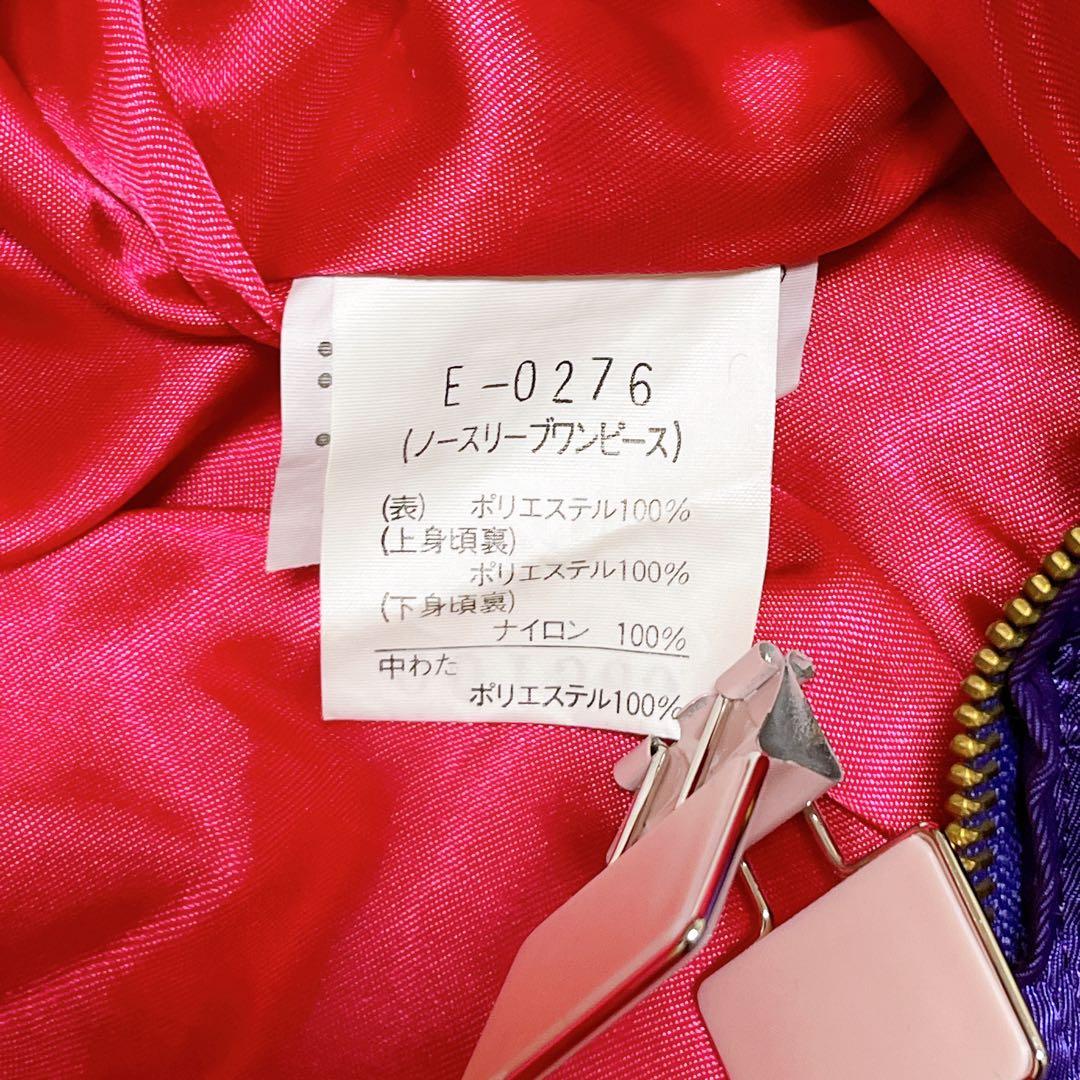 E-0276
(ノースリーブワンピース)
(表) ポリエステル100%
(上身頃裏)
ポリエステル100%
(下身頃裏)
ナイロン 100%
中わた
ポリエステル100%